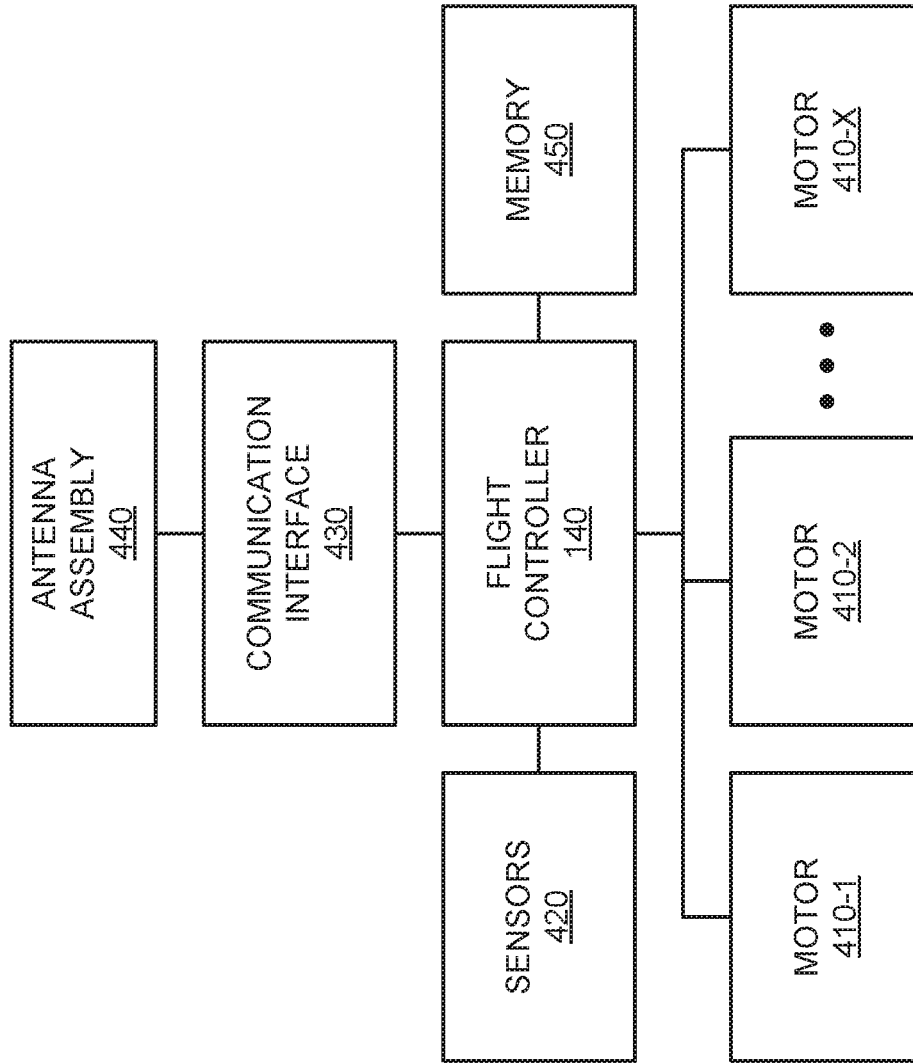 ANTENNA
ASSEMBLY
440
COMMUNICATION
INTERFACE
430
SENSORS
420
FLIGHT
CONTROLLER
140
MEMORY
450
MOTOR
410-1
MOTOR
410-2
MOTOR
410-X